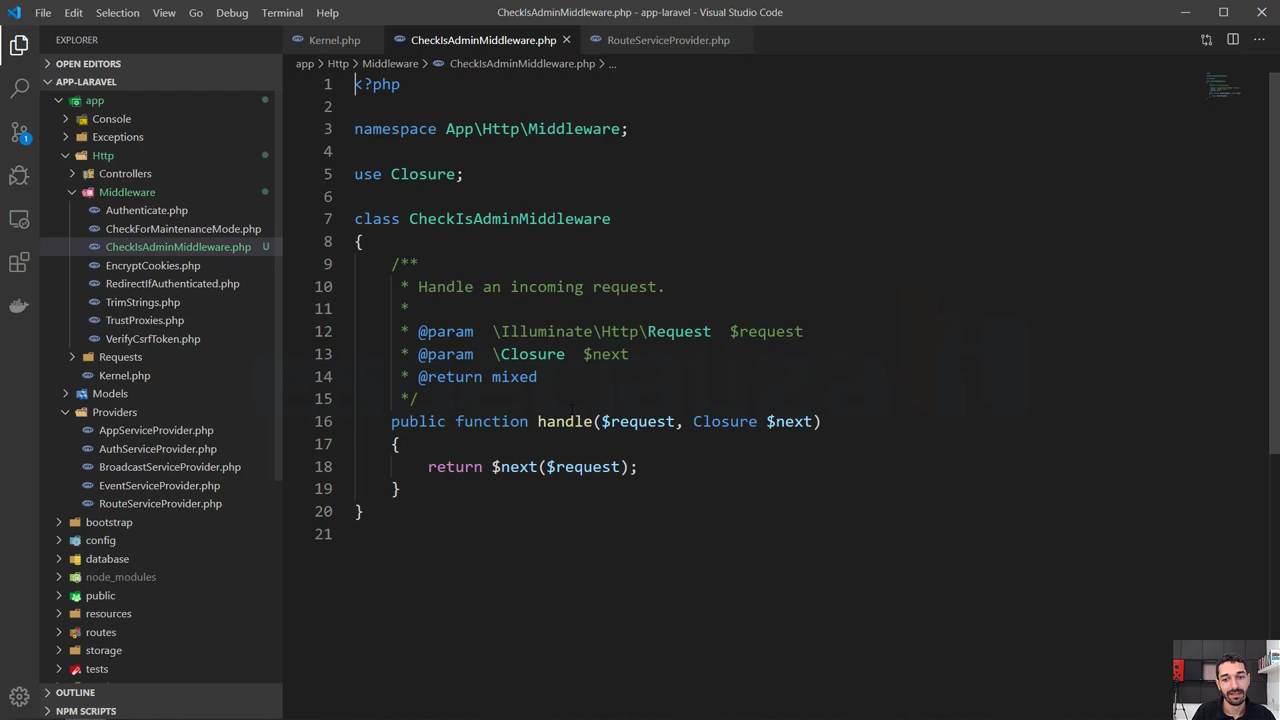 File Edit Selection View Go Debug Terminal Help
CheckIsAdminMiddleware.php - app-laravel - Visual Studio Code
EXPLORER
OPEN EDITORS
APP-LARAVEL
app
Console
Exceptions
Http
Controllers
Middleware
Authenticate.php
CheckForMaintenanceMode.php
CheckIsAdminMiddleware.php U
EncryptCookies.php
RedirectIfAuthenticated.php
TrimStrings.php
TrustProxies.php
VerifyCsrfToken.php
Requests
Kernel.php
Models
Providers
AppServiceProvider.php
AuthServiceProvider.php
BroadcastServiceProvider.php
EventServiceProvider.php
RouteServiceProvider.php
bootstrap
config
database
node_modules
public
resources
routes
storage
tests
OUTLINE
NPM SCRIPTS
1
Kernel.php CheckIsAdminMiddleware.php RouteServiceProvider.php
app > Http > Middleware > CheckIsAdminMiddleware.php > ...
1 <?php
2
3 namespace App\Http\Middleware;
4
5 use Closure;
6
7 class CheckIsAdminMiddleware
8 {
9 /**
10 * Handle an incoming request.
11 *
12 * @param \Illuminate\Http\Request $request
13 * @param \Closure $next
14 * @return mixed
15 */
16 public function handle($request, Closure $next)
17 {
18 return $next($request);
19 }
20 }
21